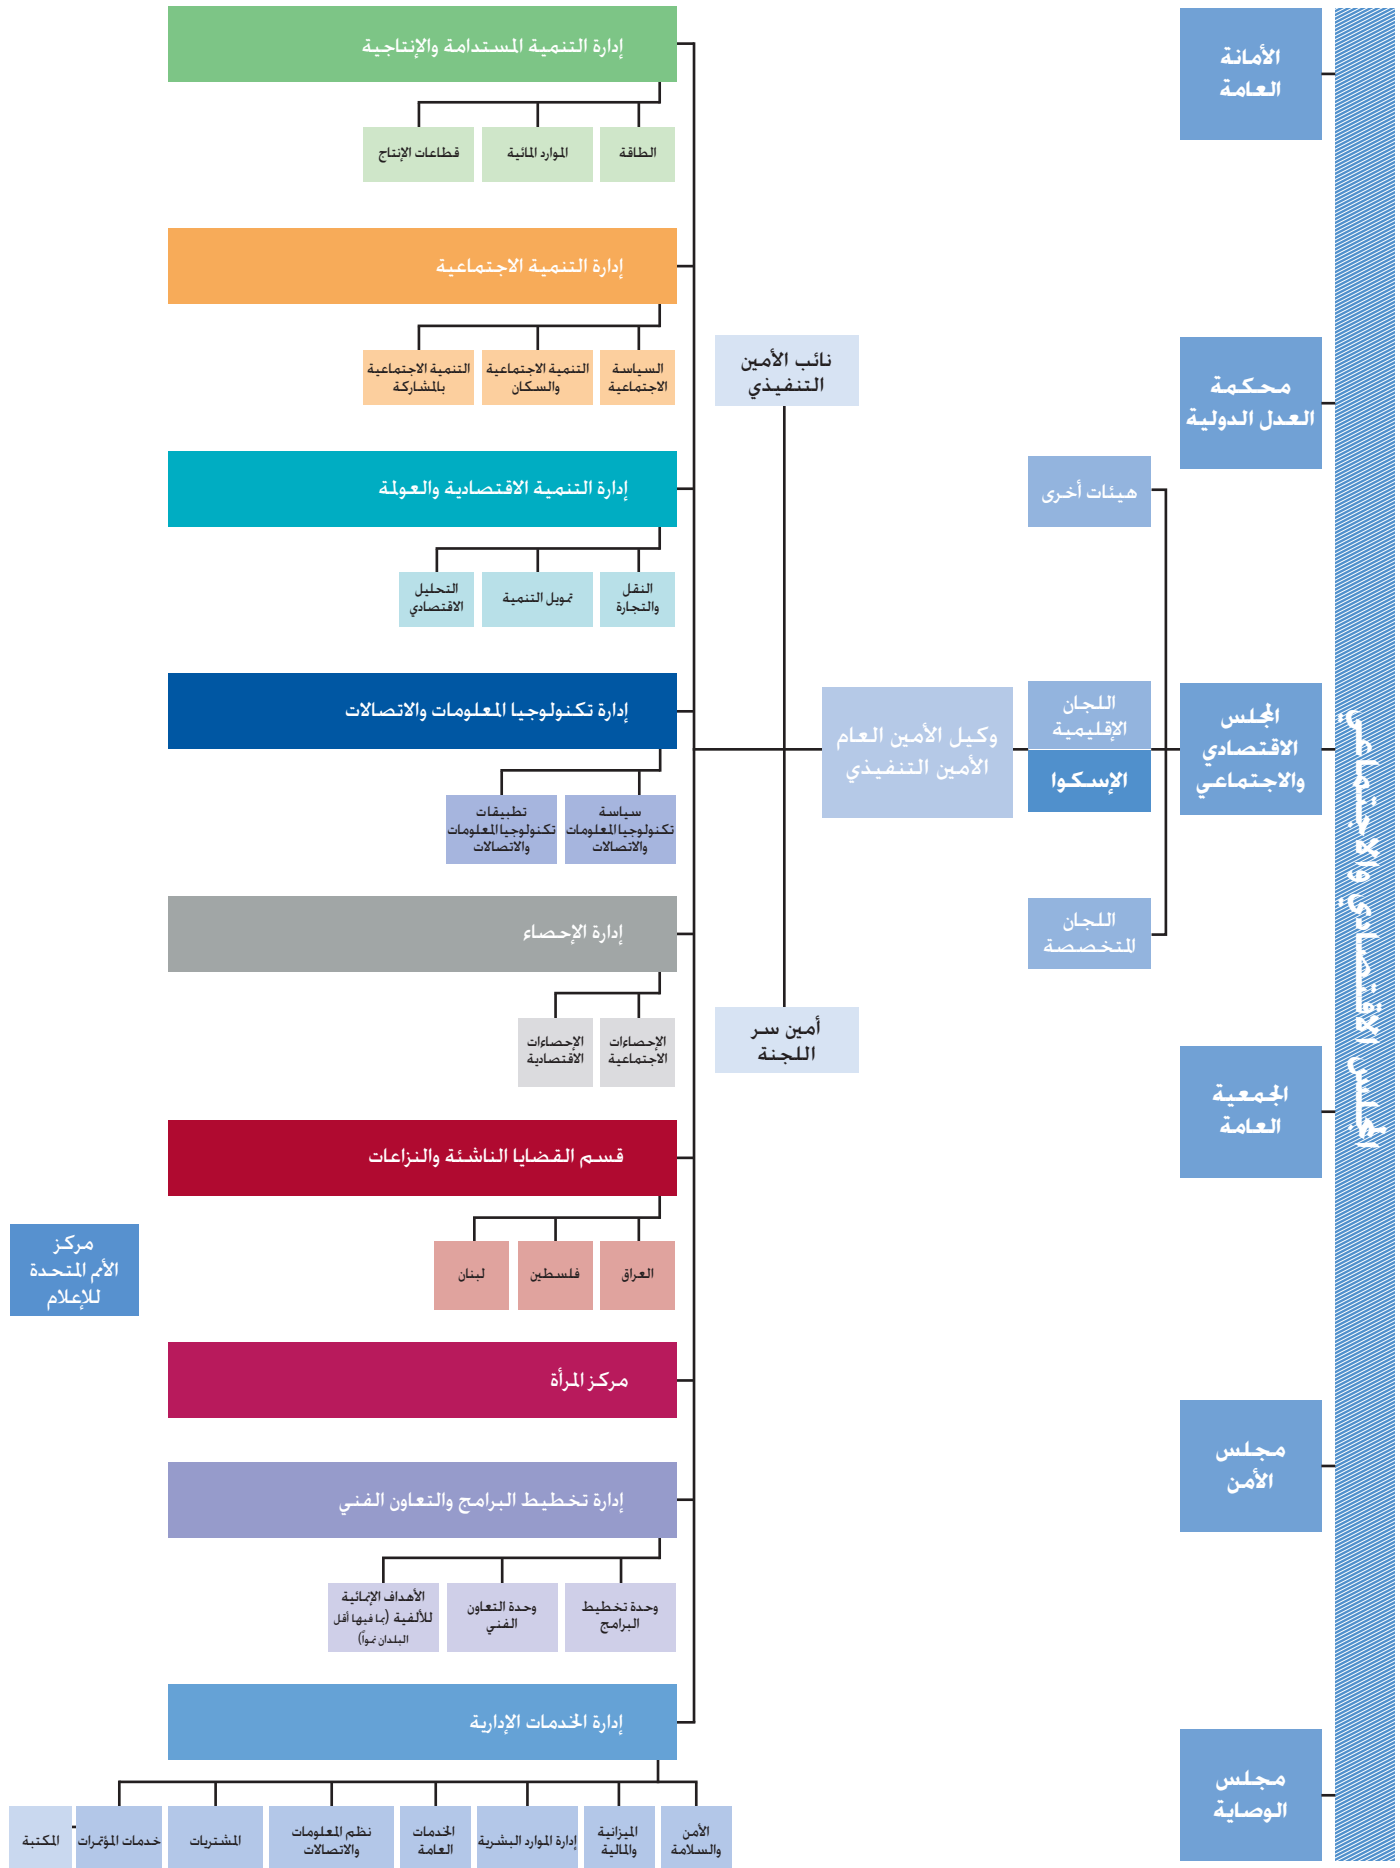 المجلس الاقتصادي والاجتماعي
الأمانة
العامة
محكمة
العدل الدولية
المجلس
الاقتصادي
والاجتماعي
الجمعية
العامة
مجلس
الأمن
مجلس
الوصاية
هيئات أخرى
اللجان
الإقليمية
الإسكوا
اللجان
المتخصصة
وكيل الأمين العام
الأمين التنفيذي
نائب الأمين
التنفيذي
أمين سر
اللجنة
إدارة التنمية المستدامة والإنتاجية
الطاقة
الموارد المائية
قطاعات الإنتاج
إدارة التنمية الاجتماعية
السياسة
الاجتماعية
التنمية الاجتماعية
والسكان
التنمية الاجتماعية
بالمشاركة
إدارة التنمية الاقتصادية والعولمة
النقل
والتجارة
تمويل التنمية
التحليل
الاقتصادي
إدارة تكنولوجيا المعلومات والاتصالات
سياسة
تكنولوجيا المعلومات
والاتصالات
تطبيقات
تكنولوجيا المعلومات
والاتصالات
إدارة الإحصاء
الإحصاءات
الاجتماعية
الإحصاءات
الاقتصادية
قسم القضايا الناشئة والنزاعات
العراق
فلسطين
لبنان
مركز
الأمم المتحدة
للإعلام
مركز المرأة
إدارة تخطيط البرامج والتعاون الفني
وحدة تخطيط
البرامج
وحدة التعاون
الفني
الأهداف الإنمائية
للألفية (بما فيها أقل
البلدان نمواً)
إدارة الخدمات الإدارية
الأمن
والسلامة
الميزانية
والمالية
إدارة الموارد البشرية
الخدمات
العامة
نظم المعلومات
والاتصالات
المشتريات
خدمات المؤتمرات
المكتبة